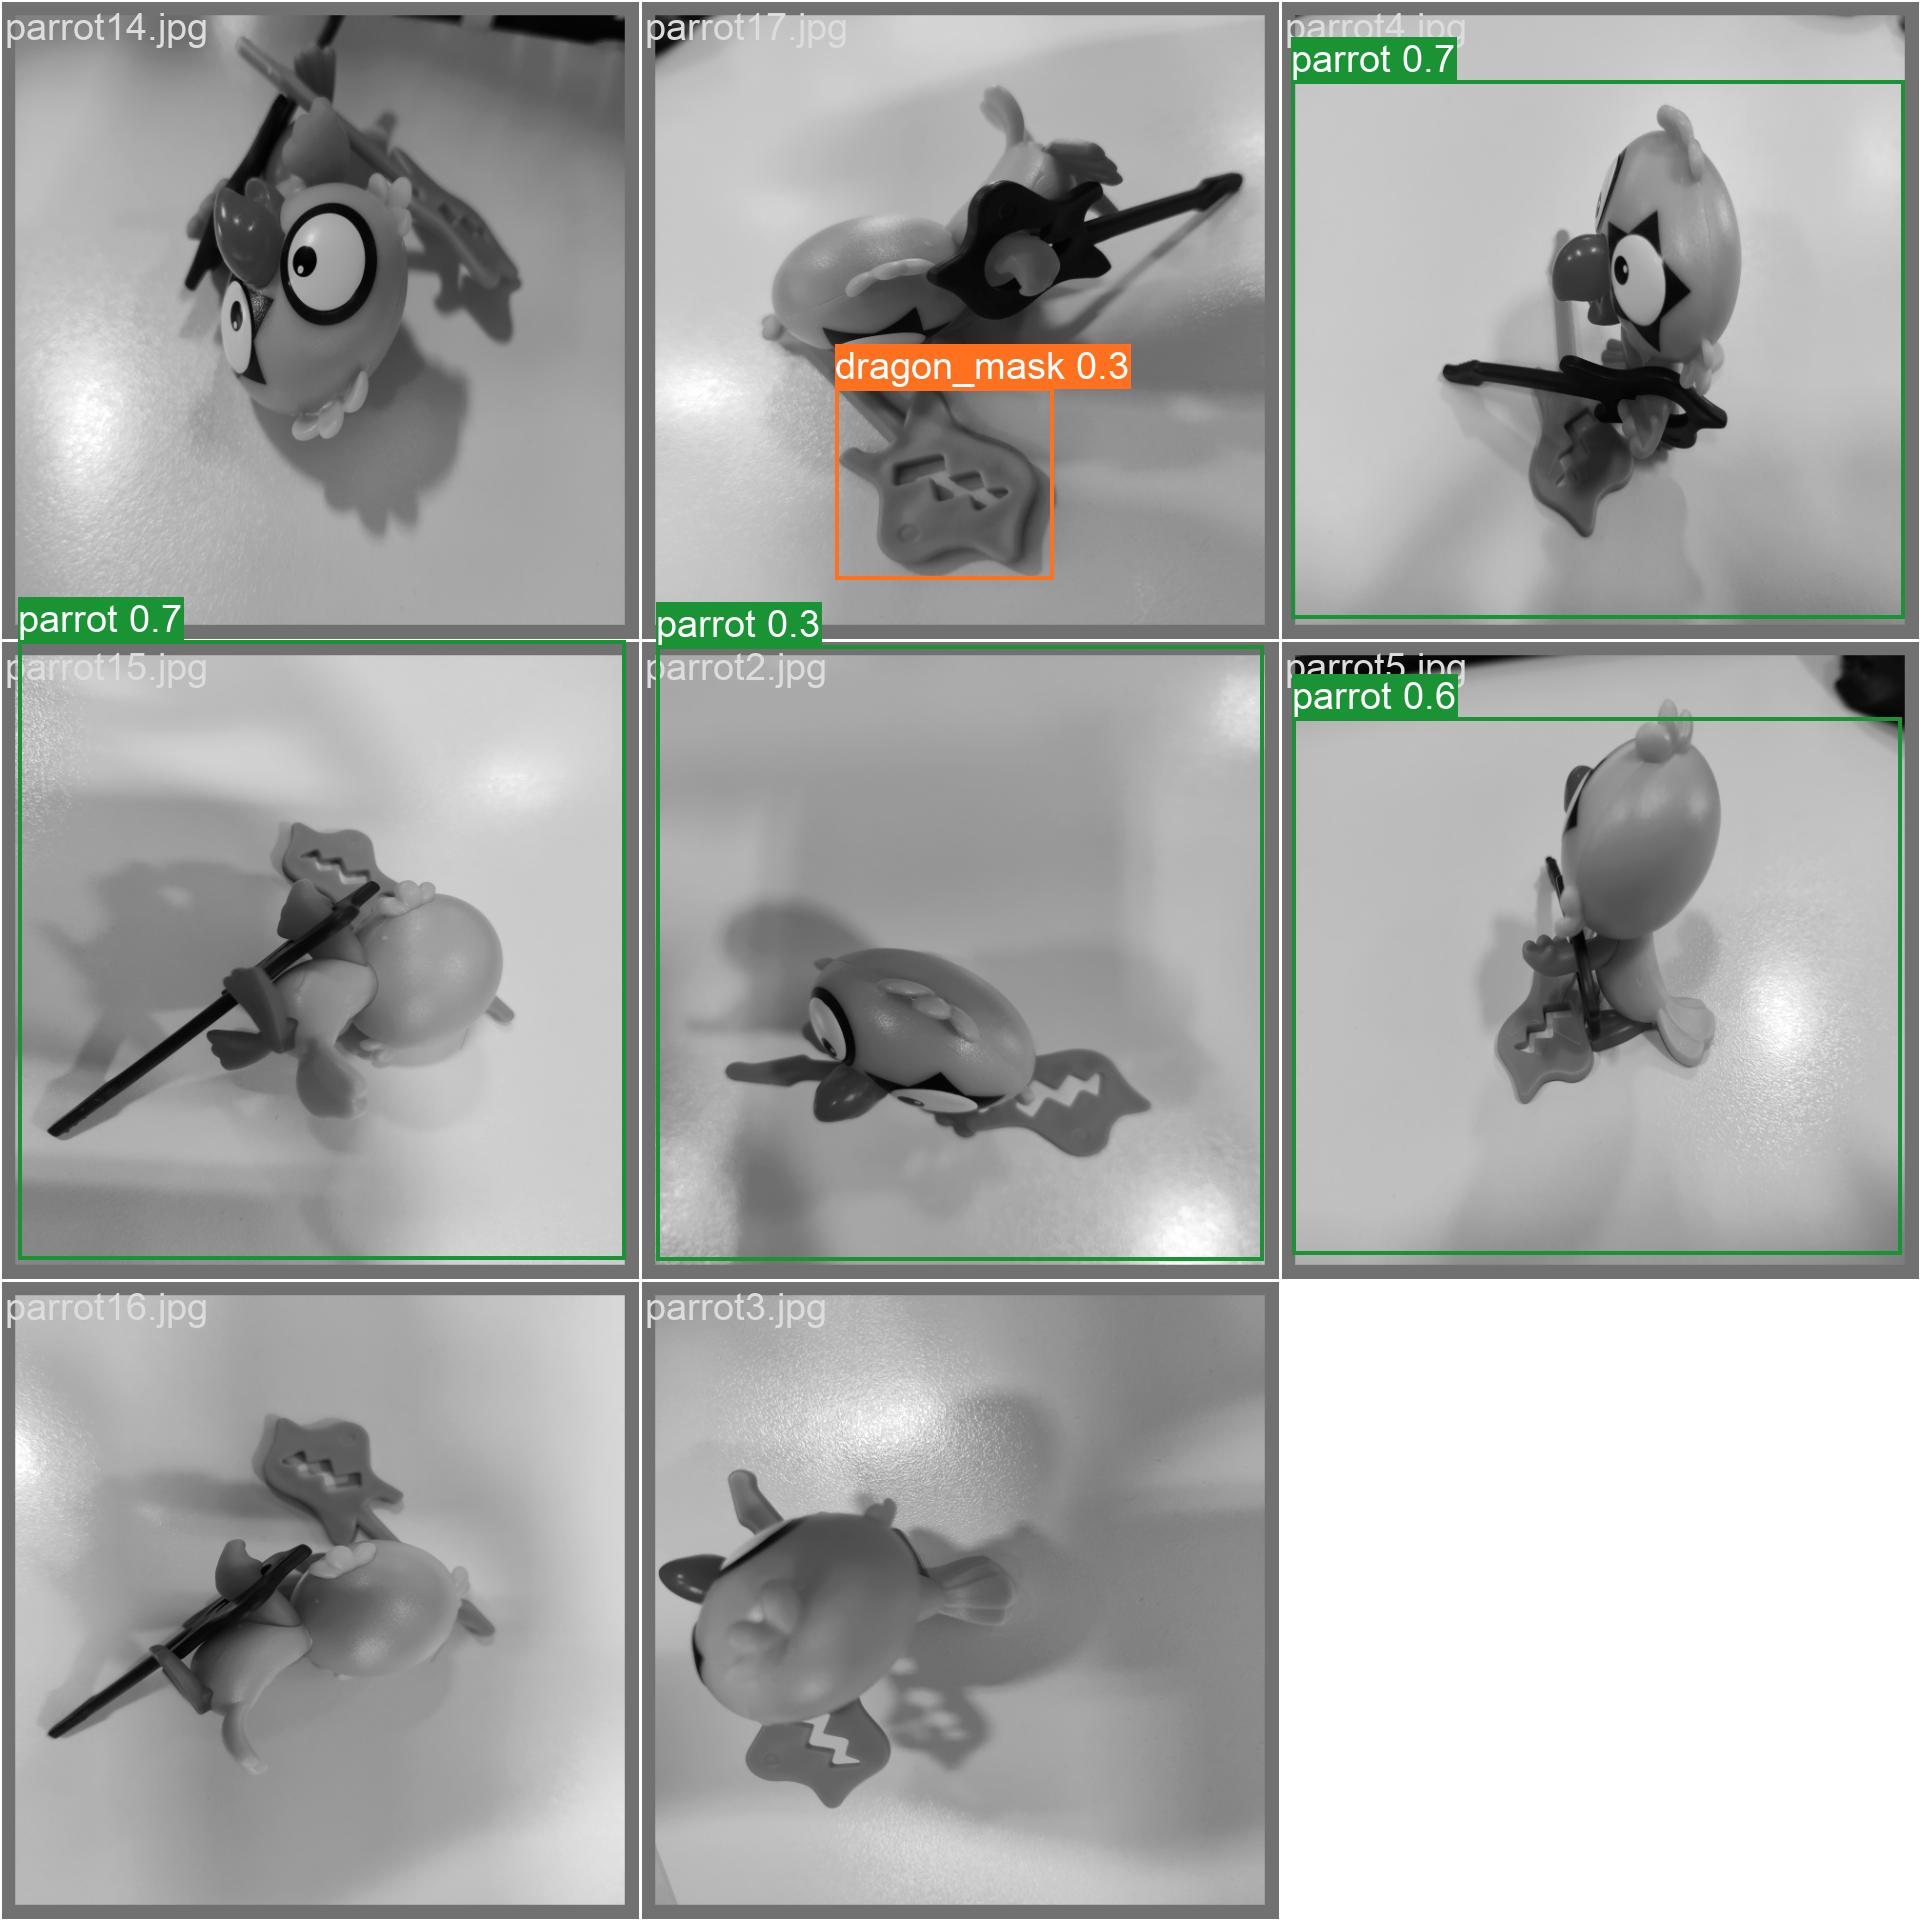 parrot14.jpg
parrot17.jpg
parrot4.jpg
parrot 0.7
dragon_mask 0.3
parrot 0.7
parrot 0.3
parrot15.jpg
parrot2.jpg
parrot5.jpg
parrot 0.6
parrot16.jpg
parrot3.jpg